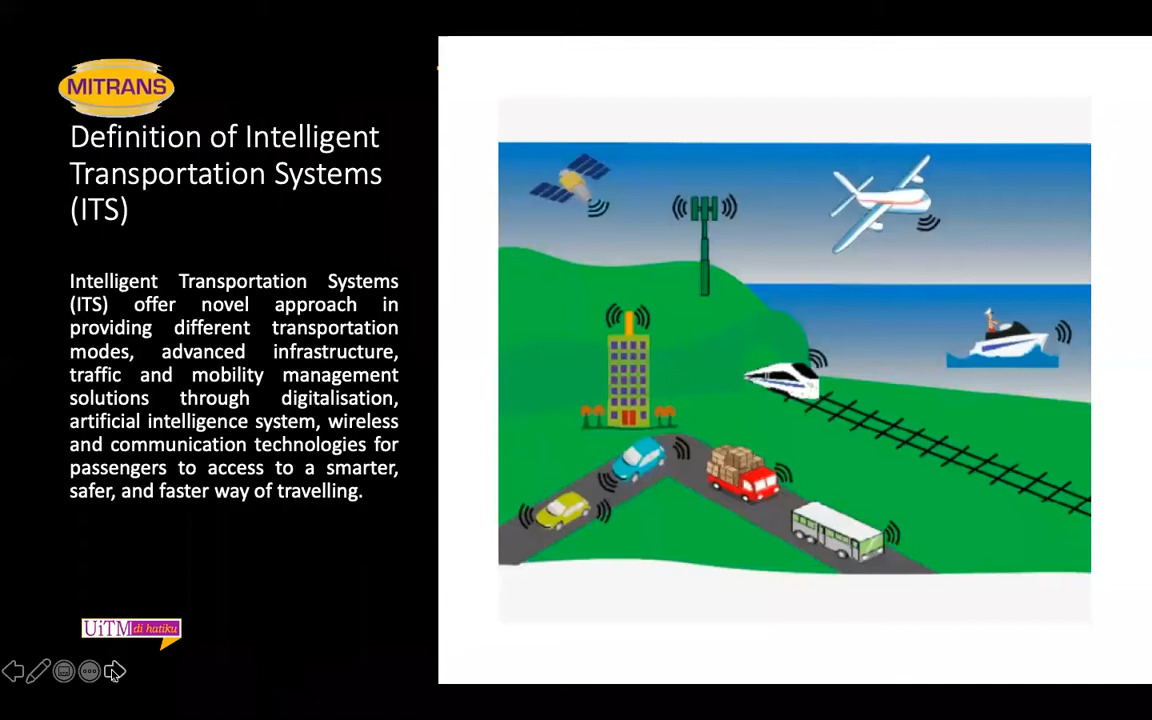 MITRANS
Definition of Intelligent
Transportation Systems
(ITS)
Intelligent Transportation Systems
(ITS) offer novel approach in
providing different transportation
modes, advanced infrastructure,
traffic and mobility management
solutions through digitalisation,
artificial intelligence system, wireless
and communication technologies for
passengers to access to a smarter,
safer, and faster way of travelling.
UiTM di hatiku